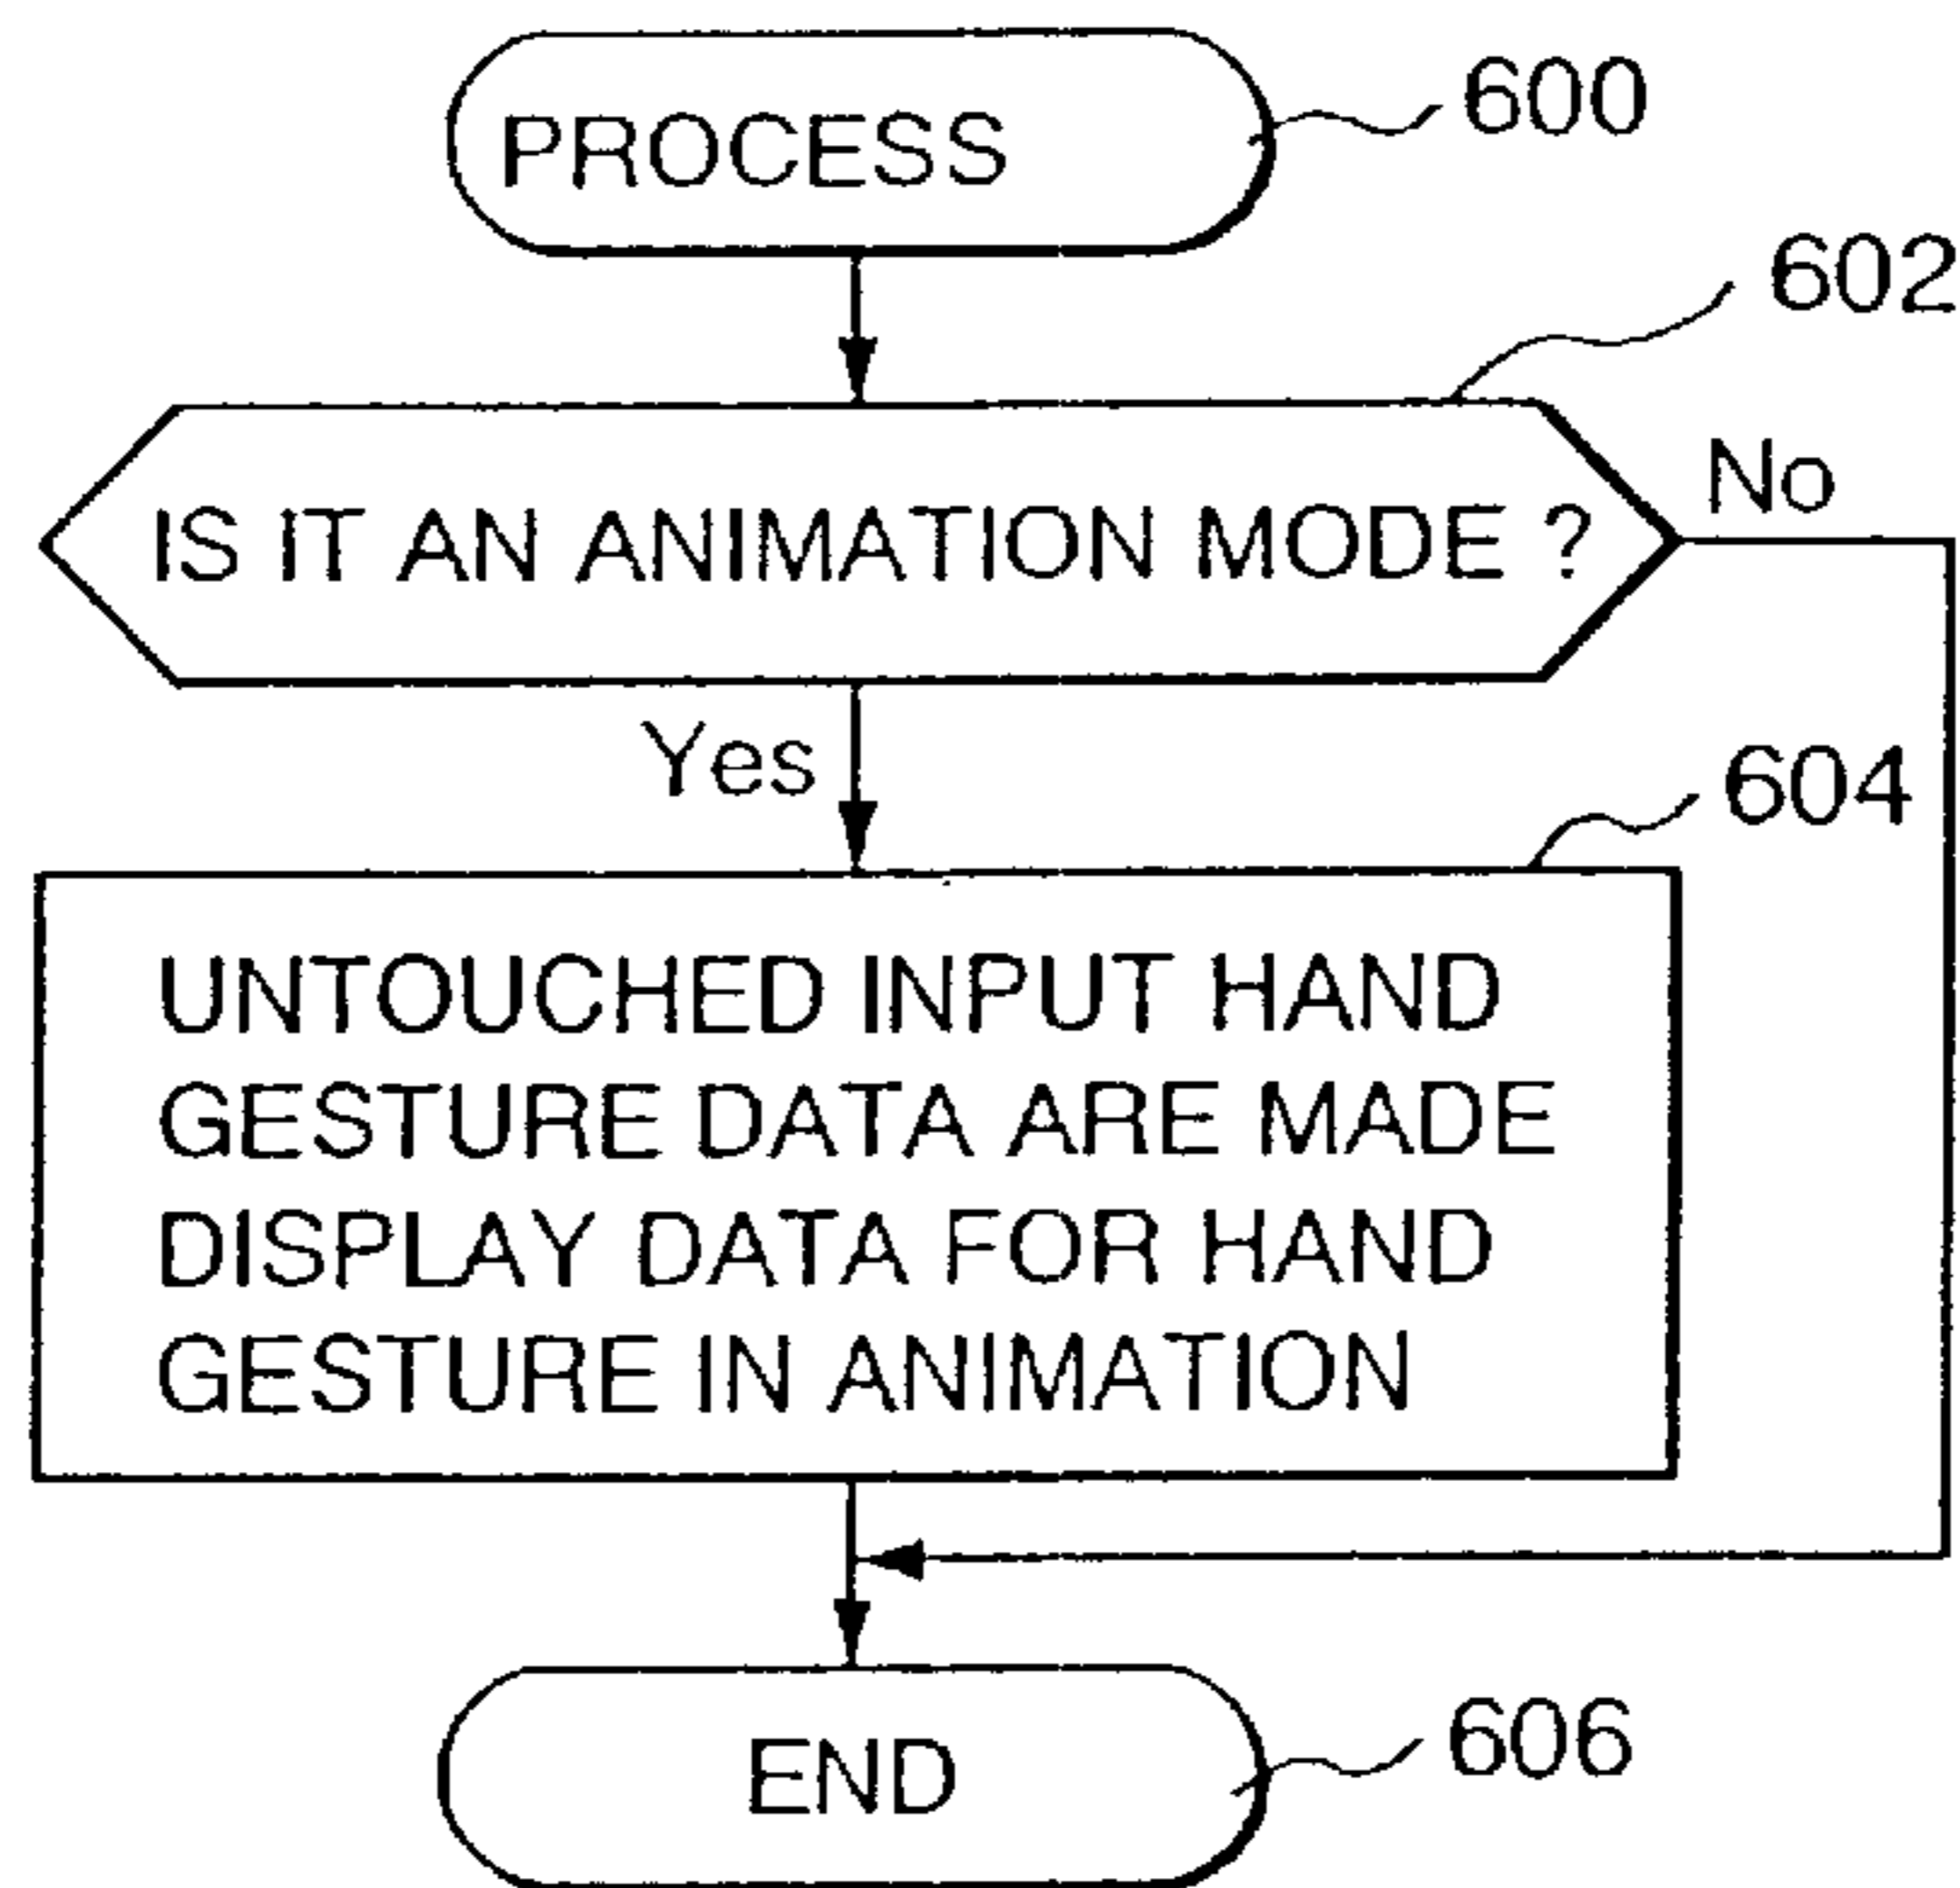 PROCESS
600
602
IS IT AN ANIMATION MODE ?
No
Yes
604
UNTOUCHED INPUT HAND
GESTURE DATA ARE MADE
DISPLAY DATA FOR HAND
GESTURE IN ANIMATION
END
606